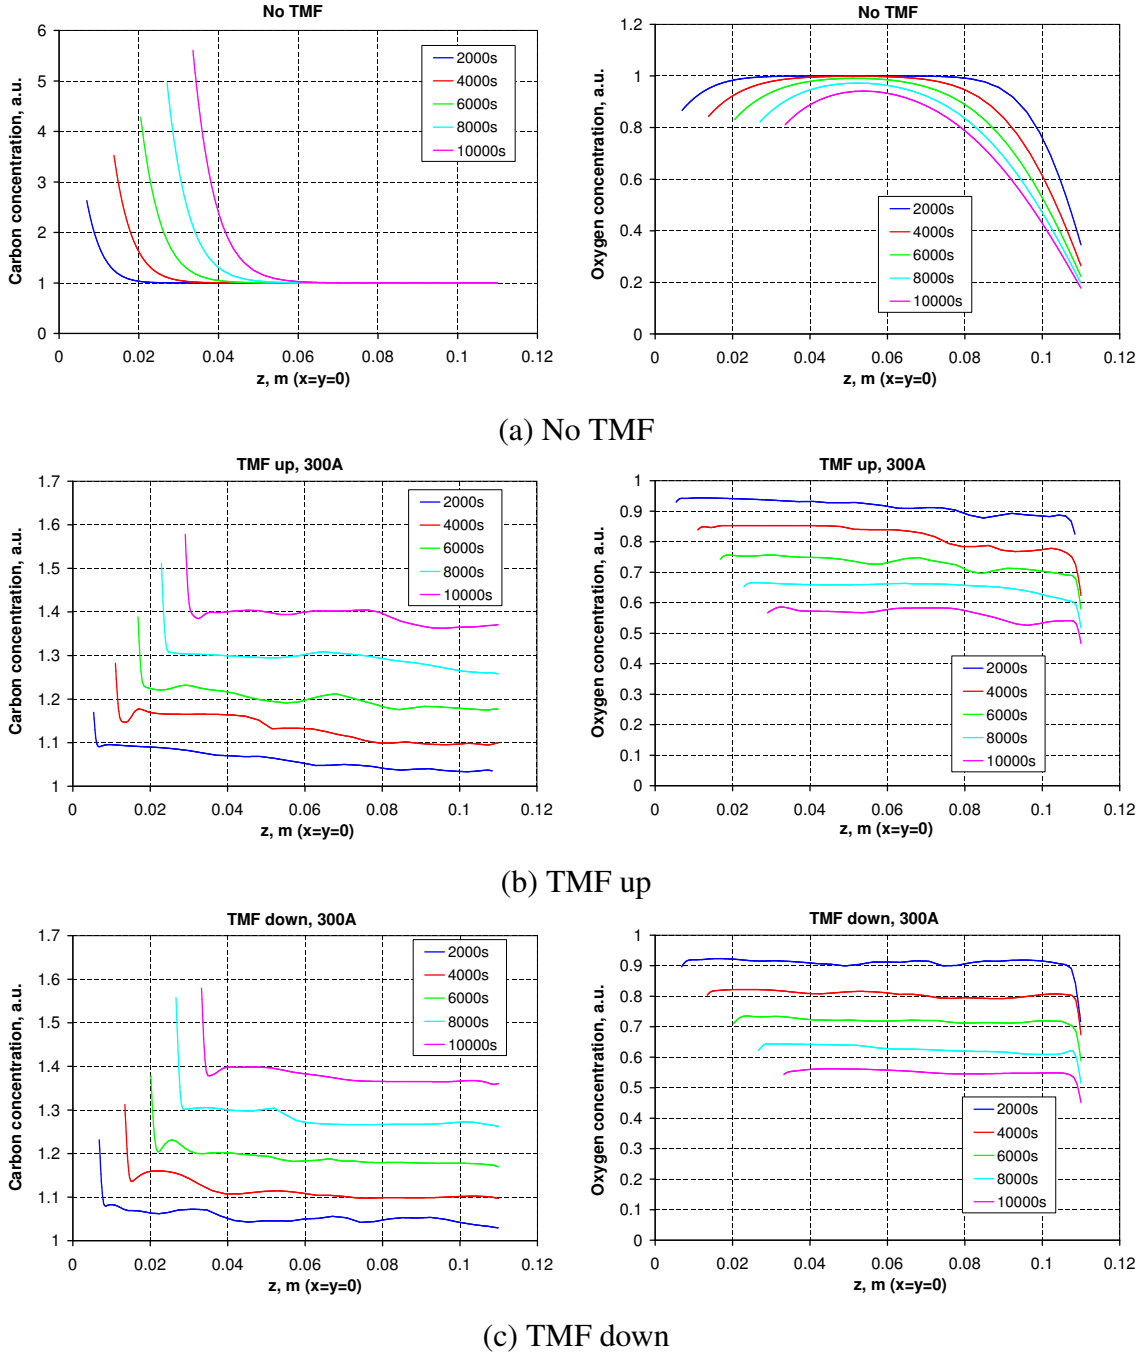 No TMF
Carbon concentration, a.u.
6
5
4
3
2
1
0
0 0.02 0.04 0.06 0.08 0.1 0.12
z, m (x=y=0)
2000s
4000s
6000s
8000s
10000s
No TMF
Oxygen concentration, a.u.
1.2
1
0.8
0.6
0.4
0.2
0
0 0.02 0.04 0.06 0.08 0.1 0.12
z, m (x=y=0)
2000s
4000s
6000s
8000s
10000s
(a) No TMF
TMF up, 300A
Carbon concentration, a.u.
1.7
1.6
1.5
1.4
1.3
1.2
1.1
1
0 0.02 0.04 0.06 0.08 0.1 0.12
z, m (x=y=0)
2000s
4000s
6000s
8000s
10000s
TMF up, 300A
Oxygen concentration, a.u.
1
0.9
0.8
0.7
0.6
0.5
0.4
0.3
0.2
0.1
0
0 0.02 0.04 0.06 0.08 0.1 0.12
z, m (x=y=0)
2000s
4000s
6000s
8000s
10000s
(b) TMF up
TMF down, 300A
Carbon concentration, a.u.
1.7
1.6
1.5
1.4
1.3
1.2
1.1
1
0 0.02 0.04 0.06 0.08 0.1 0.12
z, m (x=y=0)
2000s
4000s
6000s
8000s
10000s
TMF down, 300A
Oxygen concentration, a.u.
1
0.9
0.8
0.7
0.6
0.5
0.4
0.3
0.2
0.1
0
0 0.02 0.04 0.06 0.08 0.1 0.12
z, m (x=y=0)
2000s
4000s
6000s
8000s
10000s
(c) TMF down